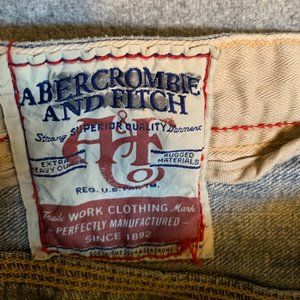 ABERCROMBIE
AND FITCH
Strong SUPERIOR QUALITY Garment
EXTRA
HEAVY
RUGGED
MATERIALS
REG. U.S. PAT. TM.
Trade WORK CLOTHING Mark
PERFECTLY MANUFACTURED
SINCE 1892